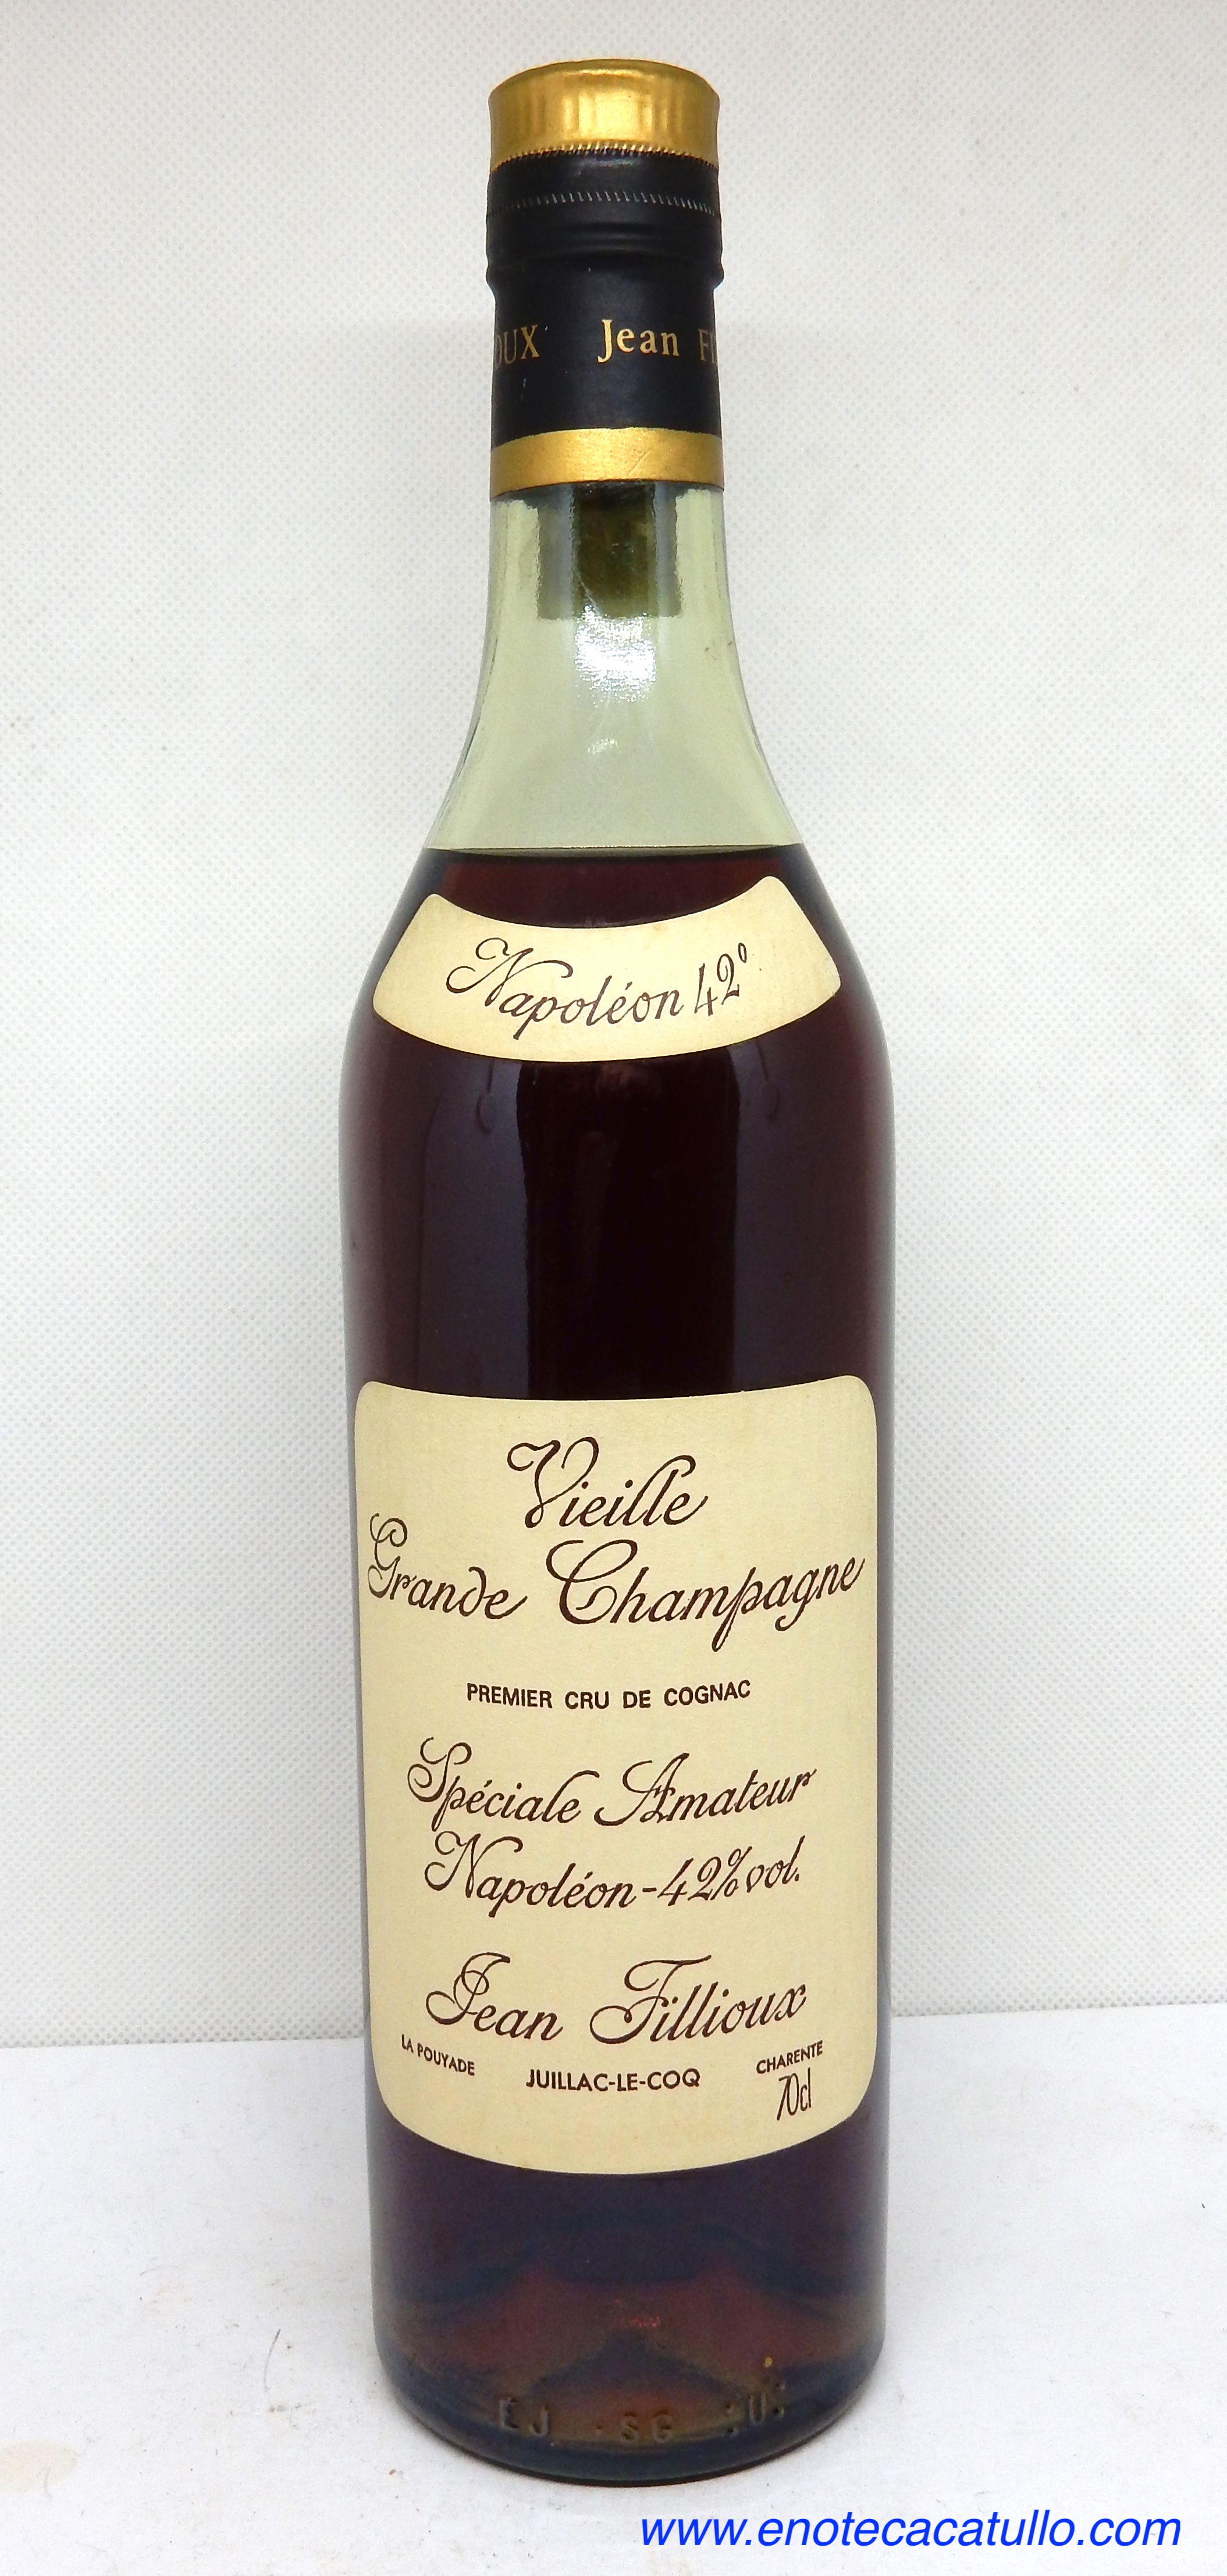 OUX Jean FI
Napoléon 42°
Vieille
Grande Champagne
PREMIER CRU DE COGNAC
Spéciale Amateur
Napoléon-42% vol.
Jean Fillioux
LA POUYADE JUILLAC-LE-COQ CHARENTE
70cl
www.enotecacatullo.com